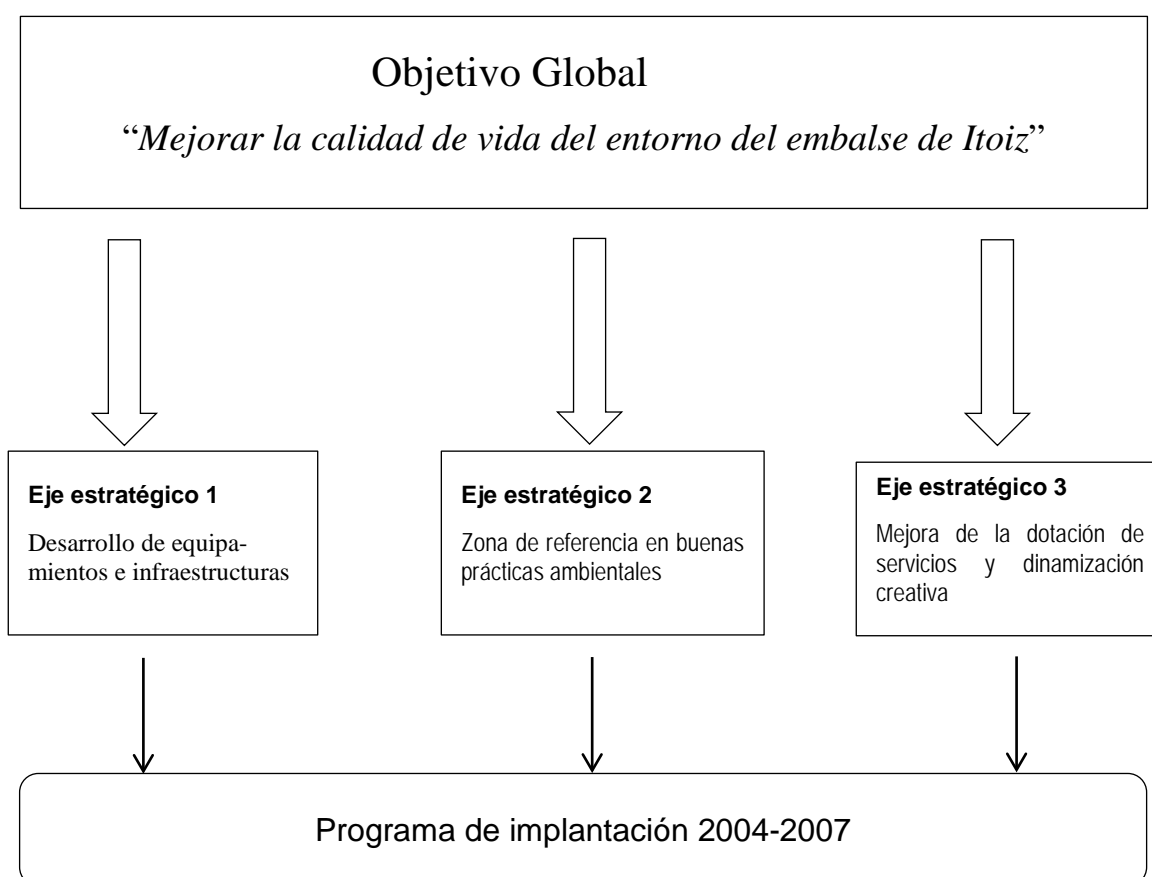 Objetivo Global
“Mejorar la calidad de vida del entorno del embalse de Itoiz”
Eje estratégico 1
Desarrollo de equipa-
mientos e infraestructuras
Eje estratégico 2
Zona de referencia en buenas
prácticas ambientales
Eje estratégico 3
Mejora de la dotación de
servicios y dinamización
creativa
Programa de implantación 2004-2007